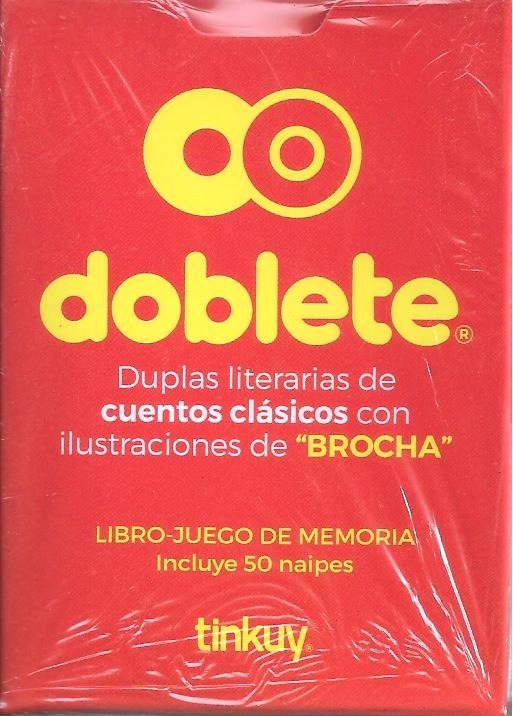 doblete®
Duplas literarias de
cuentos clásicos con
ilustraciones de “BROCHA”
LIBRO-JUEGO DE MEMORIA
Incluye 50 naipes
tinkuy®